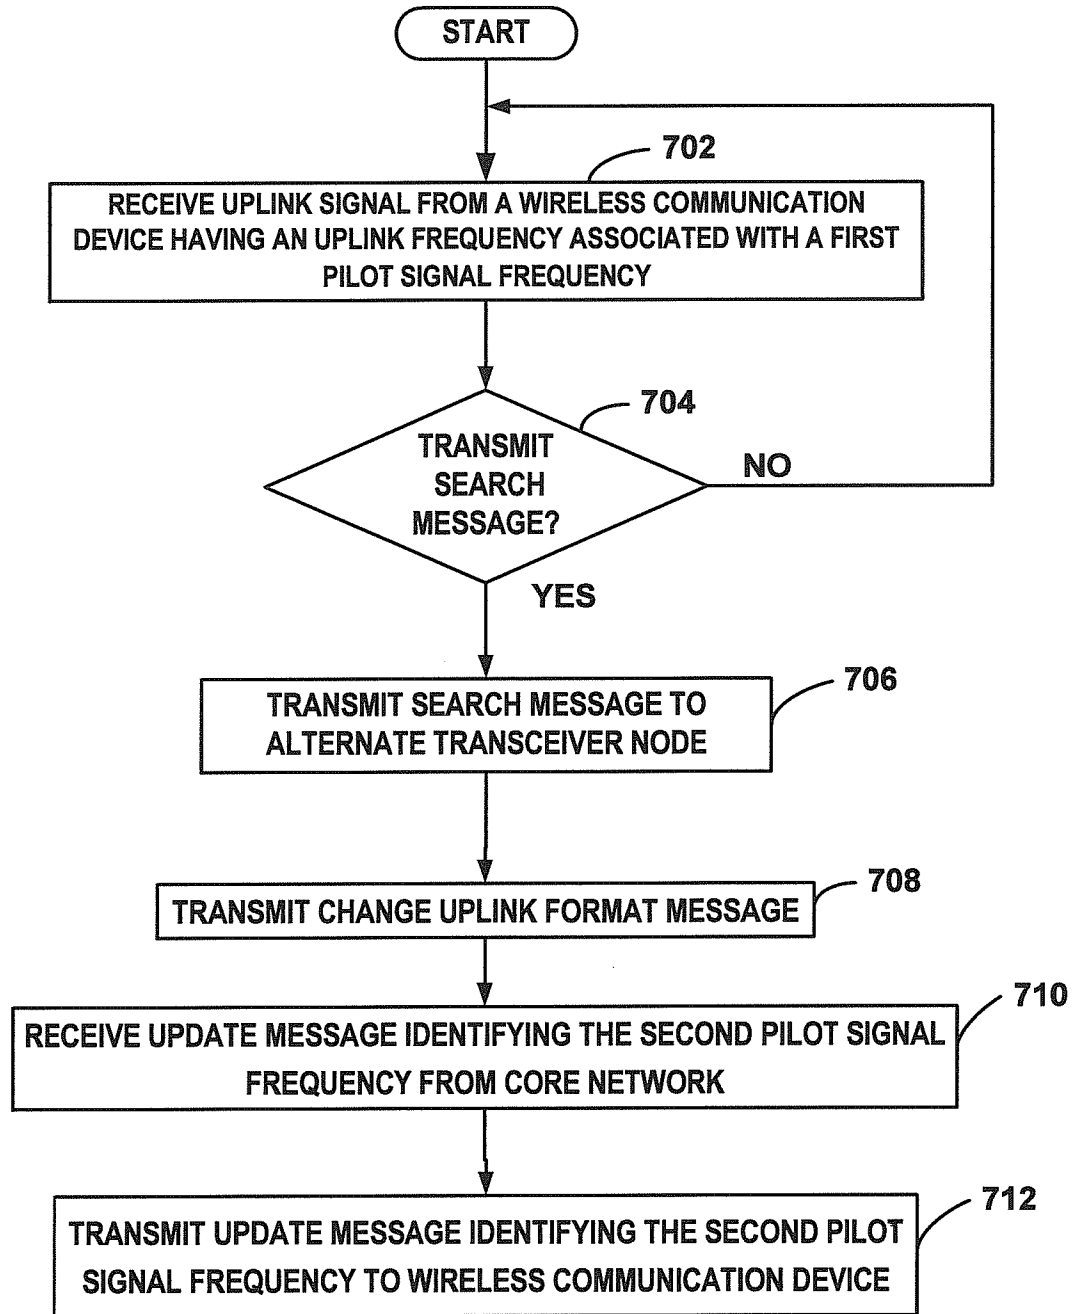 START
702
RECEIVE UPLINK SIGNAL FROM A WIRELESS COMMUNICATION
DEVICE HAVING AN UPLINK FREQUENCY ASSOCIATED WITH A FIRST
PILOT SIGNAL FREQUENCY
704
TRANSMIT
SEARCH
MESSAGE?
NO
YES
706
TRANSMIT SEARCH MESSAGE TO
ALTERNATE TRANSCEIVER NODE
708
TRANSMIT CHANGE UPLINK FORMAT MESSAGE
710
RECEIVE UPDATE MESSAGE IDENTIFYING THE SECOND PILOT SIGNAL
FREQUENCY FROM CORE NETWORK
712
TRANSMIT UPDATE MESSAGE IDENTIFYING THE SECOND PILOT
SIGNAL FREQUENCY TO WIRELESS COMMUNICATION DEVICE